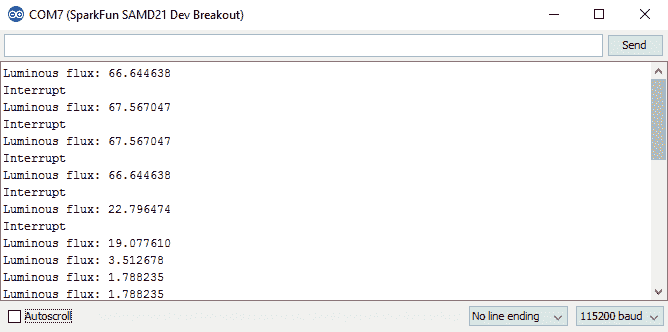 COM7 (SparkFun SAMD21 Dev Breakout)
Send
Luminous flux: 66.644638
Interrupt
Luminous flux: 67.567047
Interrupt
Luminous flux: 67.567047
Interrupt
Luminous flux: 66.644638
Interrupt
Luminous flux: 22.796474
Interrupt
Luminous flux: 19.077610
Luminous flux: 3.512678
Luminous flux: 1.788235
Luminous flux: 1.788235
Autoscroll No line ending 115200 baud